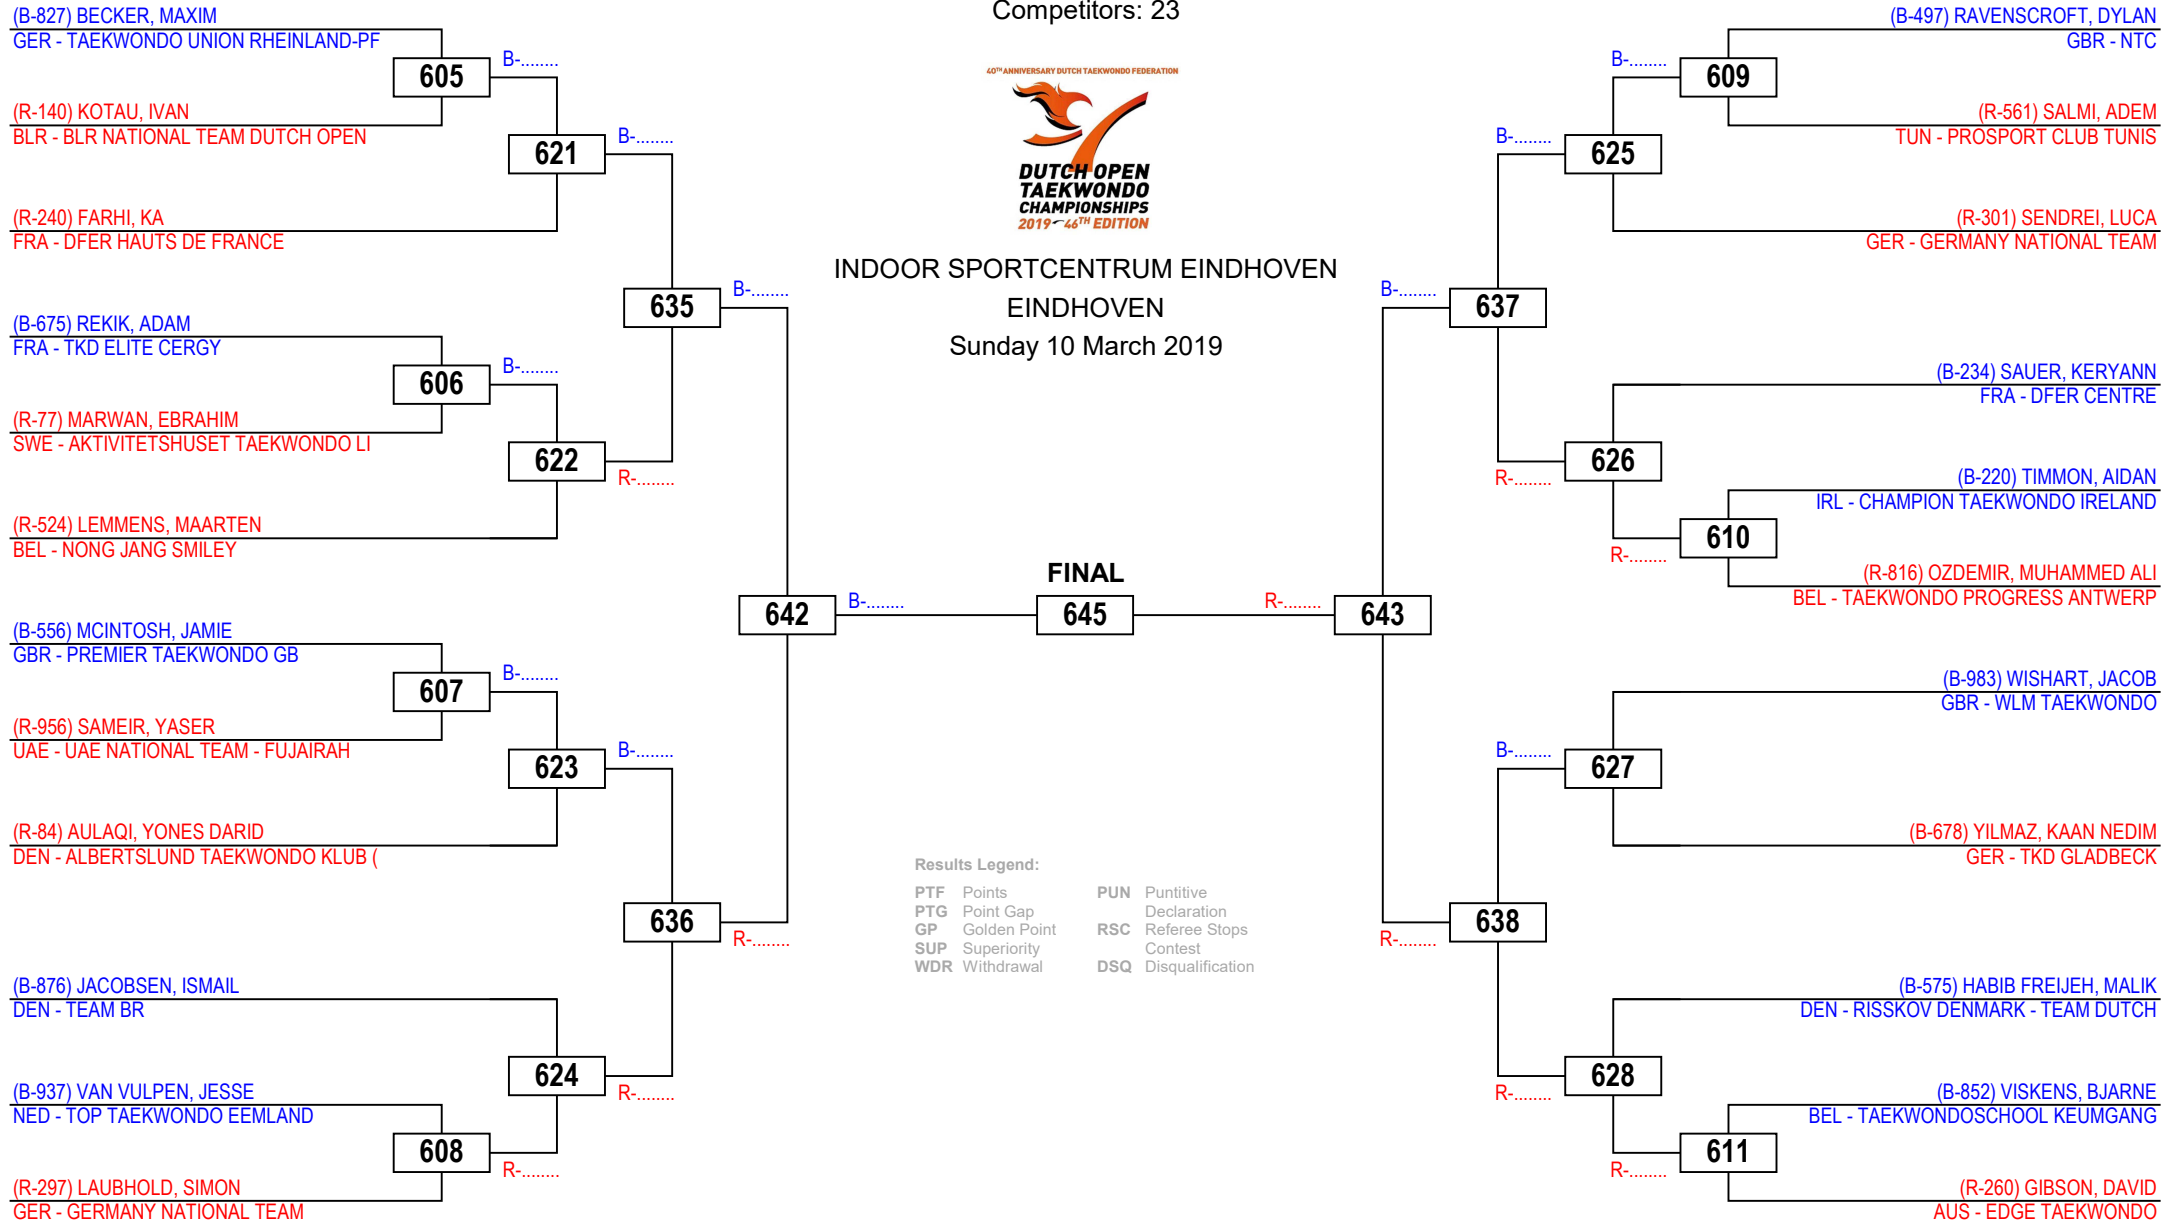 (B-827) BECKER, MAXIM
GER - TAEKWONDO UNION RHEINLAND-PF
605
B-........
(R-140) KOTAU, IVAN
BLR - BLR NATIONAL TEAM DUTCH OPEN
621
B-........
(R-240) FARHI, KA
FRA - DFER HAUTS DE FRANCE
635
B-........
(B-675) REKIK, ADAM
FRA - TKD ELITE CERGY
606
B-........
(R-77) MARWAN, EBRAHIM
SWE - AKTIVITETSHUSET TAEKWONDO LI
622
R-........
(R-524) LEMMENS, MAARTEN
BEL - NONG JANG SMILEY
642
B-........
(B-556) MCINTOSH, JAMIE
GBR - PREMIER TAEKWONDO GB
607
B-........
(R-956) SAMEIR, YASER
UAE - UAE NATIONAL TEAM - FUJAIRAH
623
B-........
(R-84) AULAQI, YONES DARID
DEN - ALBERTSLUND TAEKWONDO KLUB (
636
R-........
(B-876) JACOBSEN, ISMAIL
DEN - TEAM BR
624
R-........
(B-937) VAN VULPEN, JESSE
NED - TOP TAEKWONDO EEMLAND
608
R-........
(R-297) LAUBHOLD, SIMON
GER - GERMANY NATIONAL TEAM
Competitors: 23
40TH ANNIVERSARY DUTCH TAEKWONDO FEDERATION
DUTCH OPEN
TAEKWONDO
CHAMPIONSHIPS
2019 46TH EDITION
INDOOR SPORTCENTRUM EINDHOVEN
EINDHOVEN
Sunday 10 March 2019
FINAL
645
Results Legend:
PTF Points
PTG Point Gap
GP Golden Point
SUP Superiority
WDR Withdrawal
PUN Puntitive
Declaration
RSC Referee Stops
Contest
DSQ Disqualification
(B-497) RAVENSCROFT, DYLAN
GBR - NTC
B-........
609
(R-561) SALMI, ADEM
TUN - PROSPORT CLUB TUNIS
B-........
625
(R-301) SENDREI, LUCA
GER - GERMANY NATIONAL TEAM
B-........
637
(B-234) SAUER, KERYANN
FRA - DFER CENTRE
R-........
626
(B-220) TIMMON, AIDAN
IRL - CHAMPION TAEKWONDO IRELAND
R-........
610
(R-816) OZDEMIR, MUHAMMED ALI
BEL - TAEKWONDO PROGRESS ANTWERP
R-........
643
(B-983) WISHART, JACOB
GBR - WLM TAEKWONDO
B-........
627
(B-678) YILMAZ, KAAN NEDIM
GER - TKD GLADBECK
R-........
638
(B-575) HABIB FREIJEH, MALIK
DEN - RISSKOV DENMARK - TEAM DUTCH
R-........
628
(B-852) VISKENS, BJARNE
BEL - TAEKWONDOSCHOOL KEUMGANG
R-........
611
(R-260) GIBSON, DAVID
AUS - EDGE TAEKWONDO